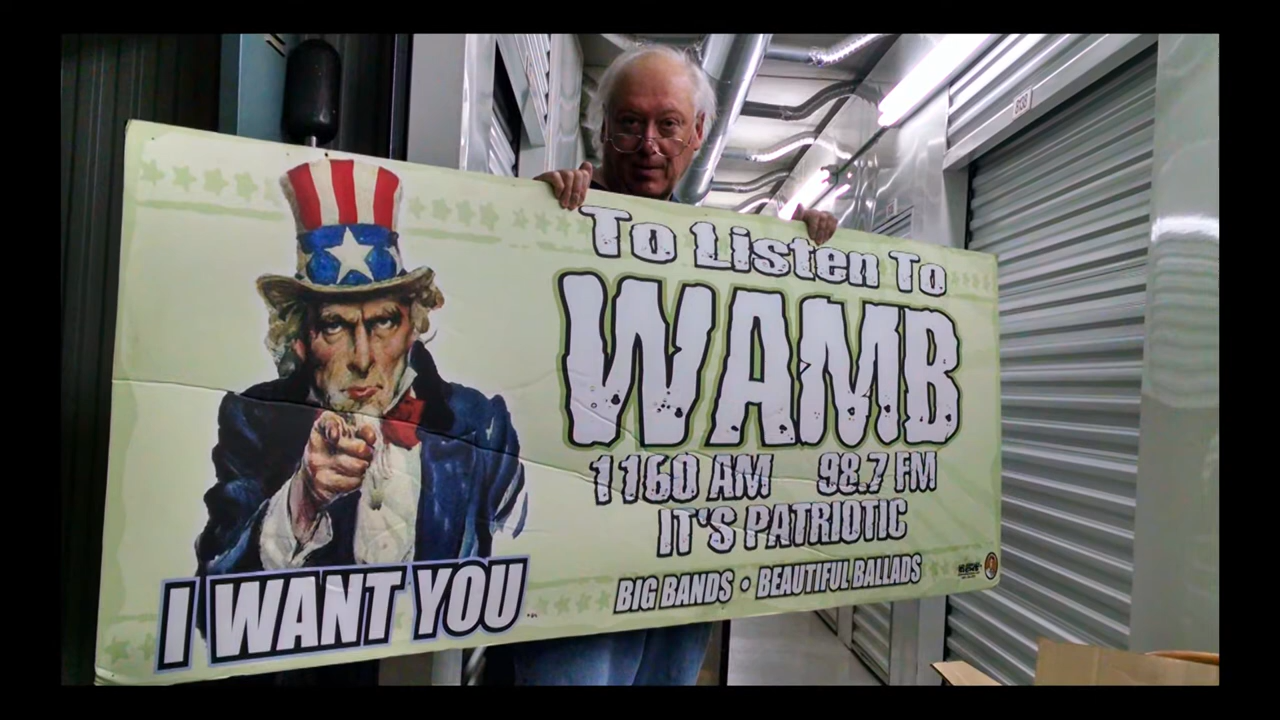 To Listen To
WAMB
1160 AM 98.7 FM
IT'S PATRIOTIC
BIG BANDS • BEAUTIFUL BALLADS
I WANT YOU